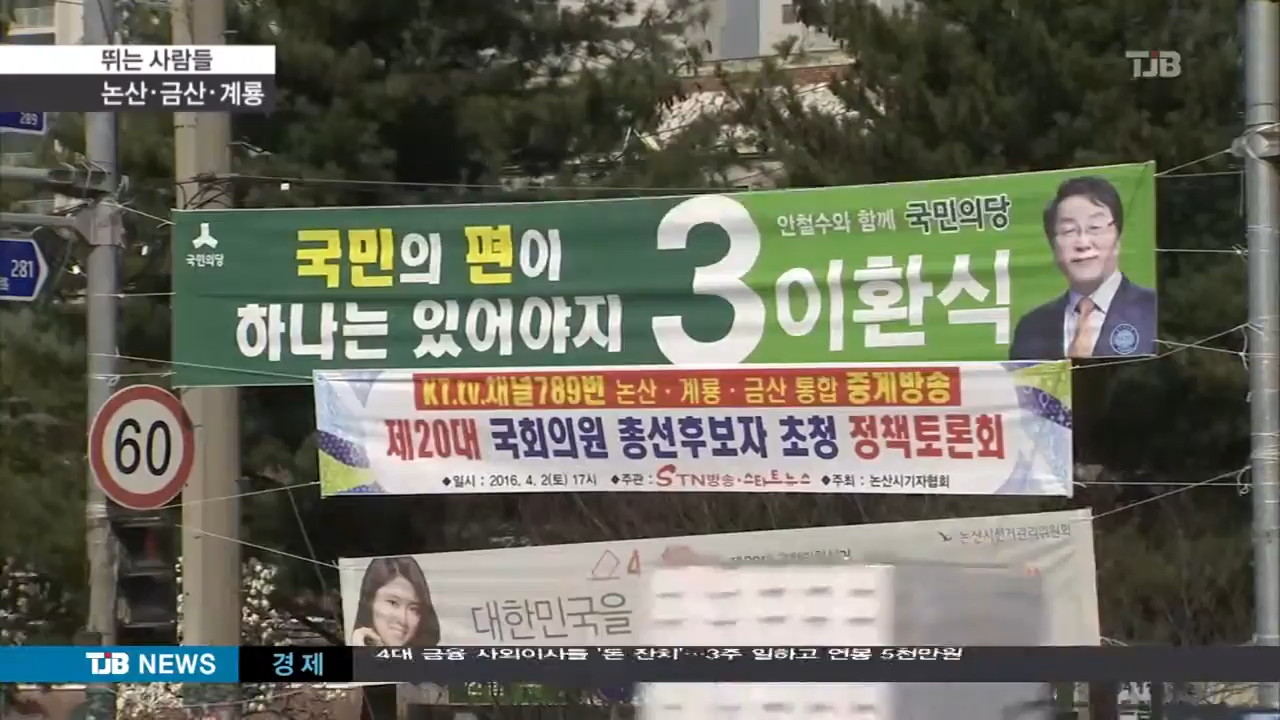 뛰는 사람들
논산·금산·계룡
TJB
289
281
국민의당
국민의 편이
하나는 있어야지
3
안철수와 함께 국민의당
이환식
KT.tv.채널789번 논산·계룡·금산 통합 중계방송
제20대 국회의원 총선후보자 초청 정책토론회
◆일시 : 2016. 4. 2(토) 17시 ◆주관 : STN방송·스타트뉴스 ◆주최 : 논산시기자협회
60
논산시선거관리위원회
4
대한민국을
TJB NEWS
경제
4대 금융 사외이사들 '돈 잔치'…3주 일하고 연봉 5천만원